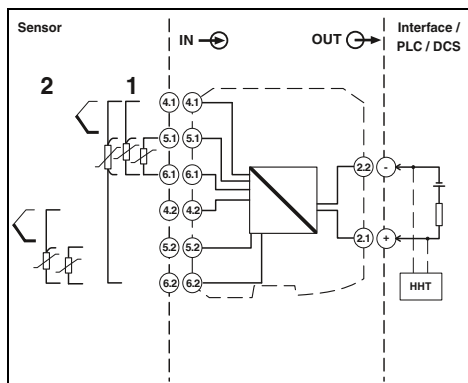 Sensor
IN
OUT
Interface /
PLC / DCS
2
1
4.1 4.1
5.1 5.1
6.1 6.1
4.2 4.2
5.2 5.2
6.2 6.2
2.2 -
2.1 +
HHT